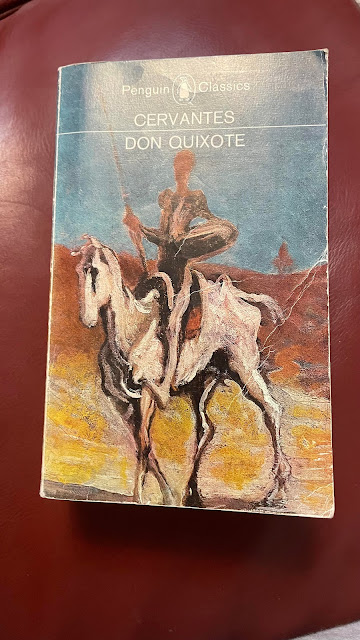 Penguin Classics
CERVANTES
DON QUIXOTE